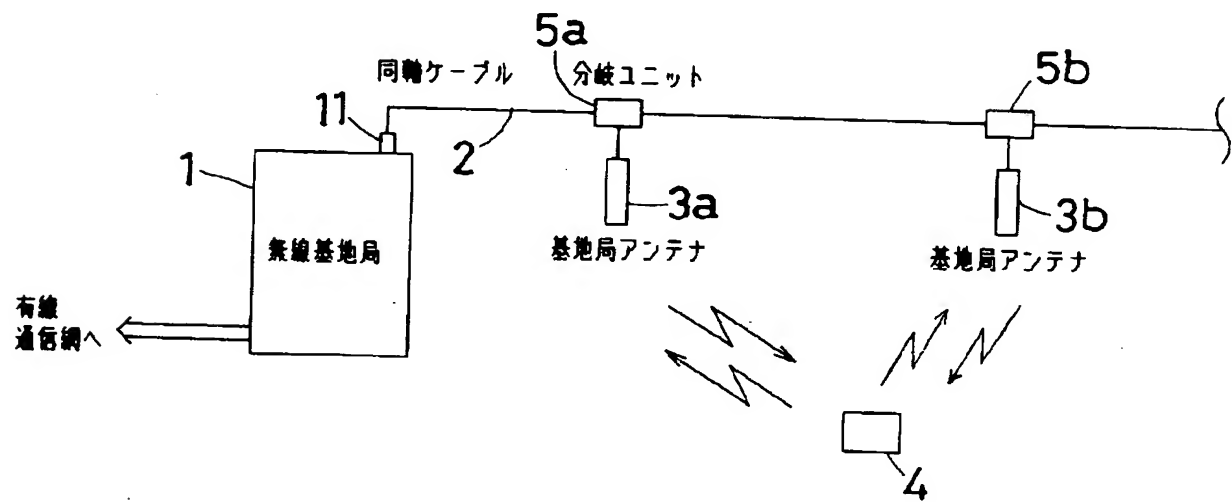 5a
同軸ケーブル
分岐ユニット
5b
11
2
1
3a
3b
無線基地局
基地局アンテナ
基地局アンテナ
有線
通信網へ
4